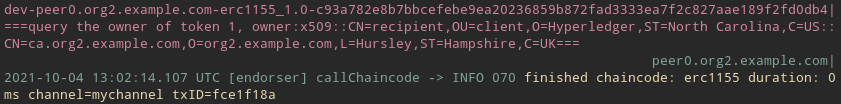 dev-peer0.org2.example.com-erc1155_1.0-c93a782e8b7bbcefebe9ea20236859b872fad3333ea7f2c827aae189f2fd0db4|
===query the owner of token 1, owner:x509::CN=recipient,OU=client,O=Hyperledger,ST=North Carolina,C=US::
CN=ca.org2.example.com,O=org2.example.com,L=Hursley,ST=Hampshire,C=UK===
peer0.org2.example.com|
2021-10-04 13:02:14.107 UTC [endorser] callChaincode -> INFO 070 finished chaincode: erc1155 duration: 0
ms channel=mychannel txID=fce1f18a